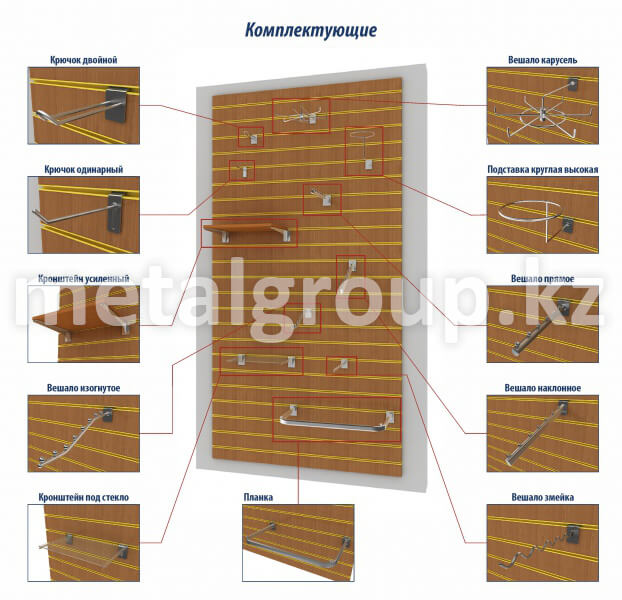 Комплектующие
Крючок двойной
Вешало карусель
Крючок одинарный
Подставка круглая высокая
Кронштейн усиленный
Вешало прямое
metalgroup.kz
Вешало изогнутое
Вешало наклонное
Кронштейн под стекло
Планка
Вешало змейка